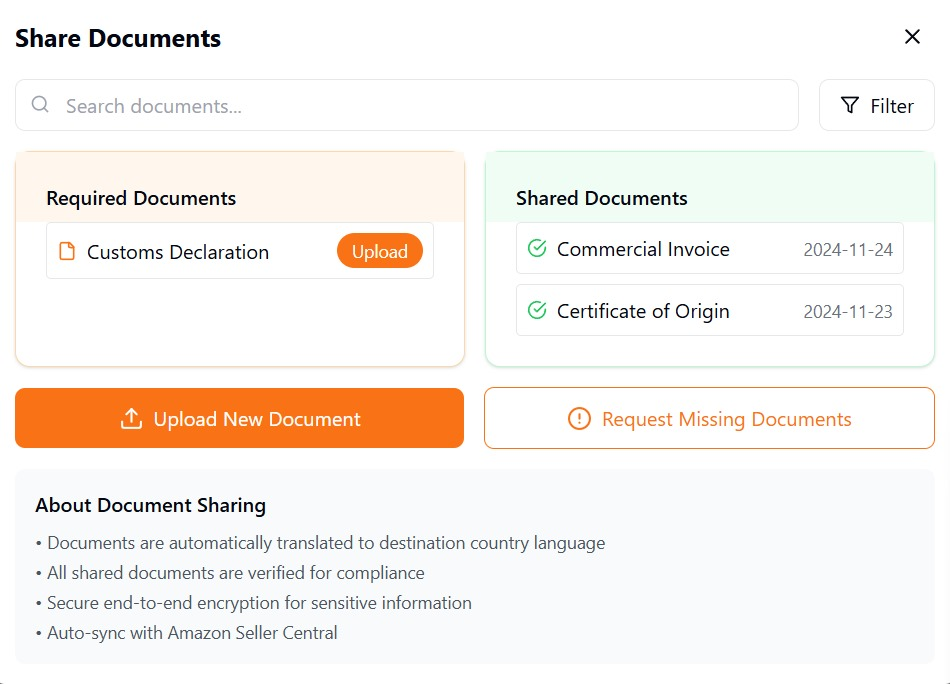 Share Documents
Search documents...
Filter
Required Documents
Customs Declaration
Upload
Shared Documents
Commercial Invoice 2024-11-24
Certificate of Origin 2024-11-23
Upload New Document
Request Missing Documents
About Document Sharing
• Documents are automatically translated to destination country language
• All shared documents are verified for compliance
• Secure end-to-end encryption for sensitive information
• Auto-sync with Amazon Seller Central